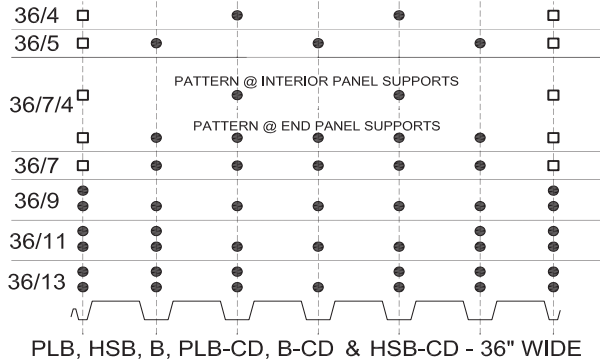 36/4
36/5
PATTERN @ INTERIOR PANEL SUPPORTS
36/7/4
PATTERN @ END PANEL SUPPORTS
36/7
36/9
36/11
36/13
PLB, HSB, B, PLB-CD, B-CD & HSB-CD - 36" WIDE